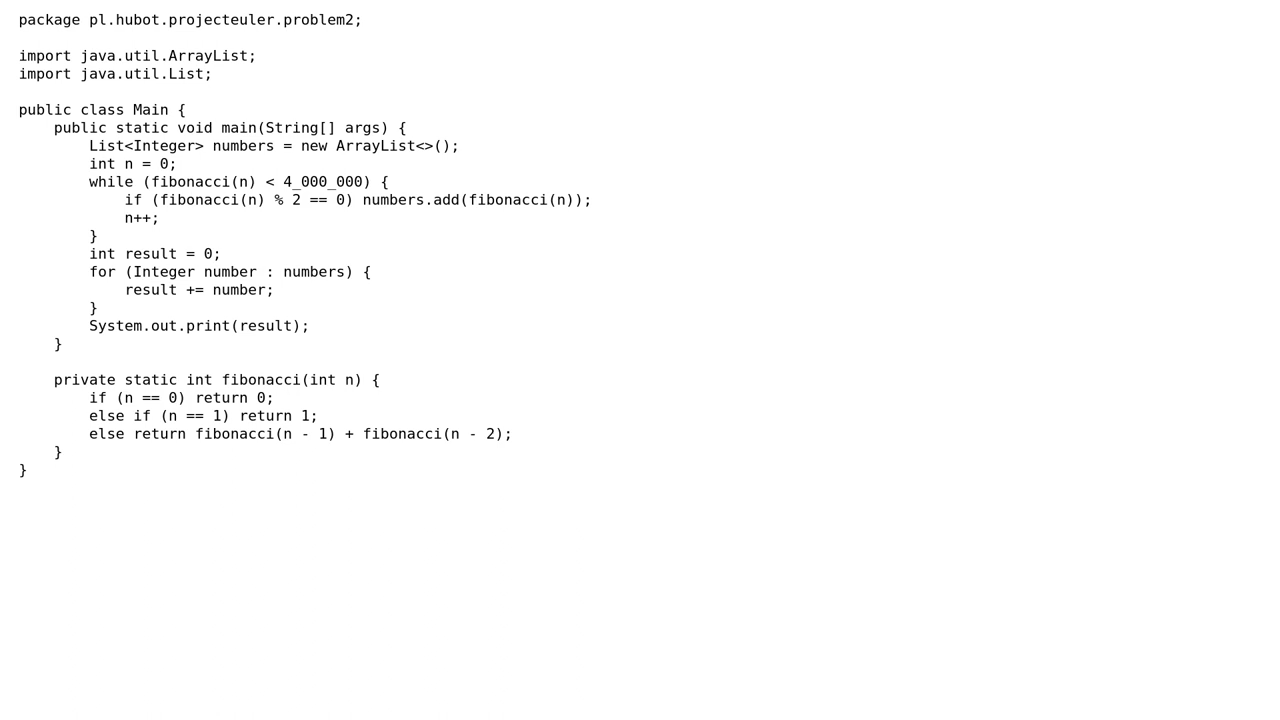 package pl.hubot.projecteuler.problem2;

import java.util.ArrayList;
import java.util.List;

public class Main {
    public static void main(String[] args) {
        List<Integer> numbers = new ArrayList<>();
        int n = 0;
        while (fibonacci(n) < 4_000_000) {
            if (fibonacci(n) % 2 == 0) numbers.add(fibonacci(n));
            n++;
        }
        int result = 0;
        for (Integer number : numbers) {
            result += number;
        }
        System.out.print(result);
    }

    private static int fibonacci(int n) {
        if (n == 0) return 0;
        else if (n == 1) return 1;
        else return fibonacci(n - 1) + fibonacci(n - 2);
    }
}